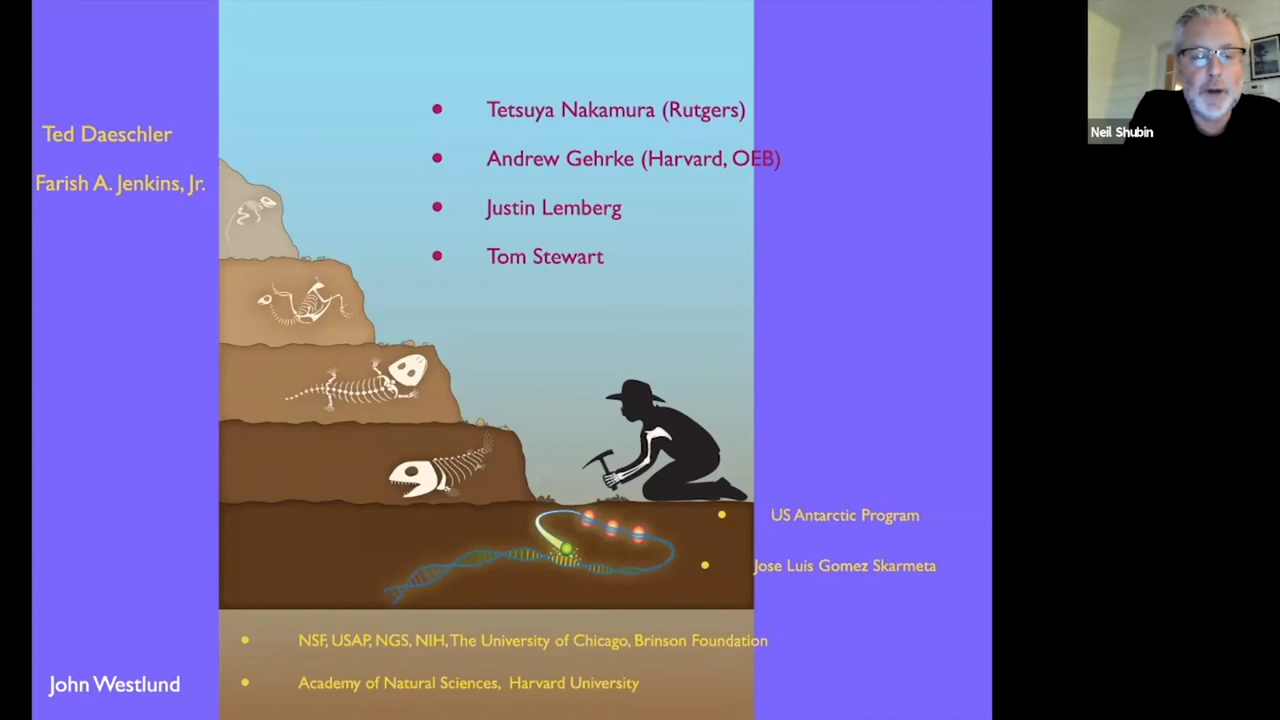 Ted Daeschler
Farish A. Jenkins, Jr.
• Tetsuya Nakamura (Rutgers)
• Andrew Gehrke (Harvard, OEB)
• Justin Lemberg
• Tom Stewart
Neil Shubin
• US Antarctic Program
• Jose Luis Gomez Skarmeta
• NSF, USAP, NGS, NIH, The University of Chicago, Brinson Foundation
• Academy of Natural Sciences, Harvard University
John Westlund